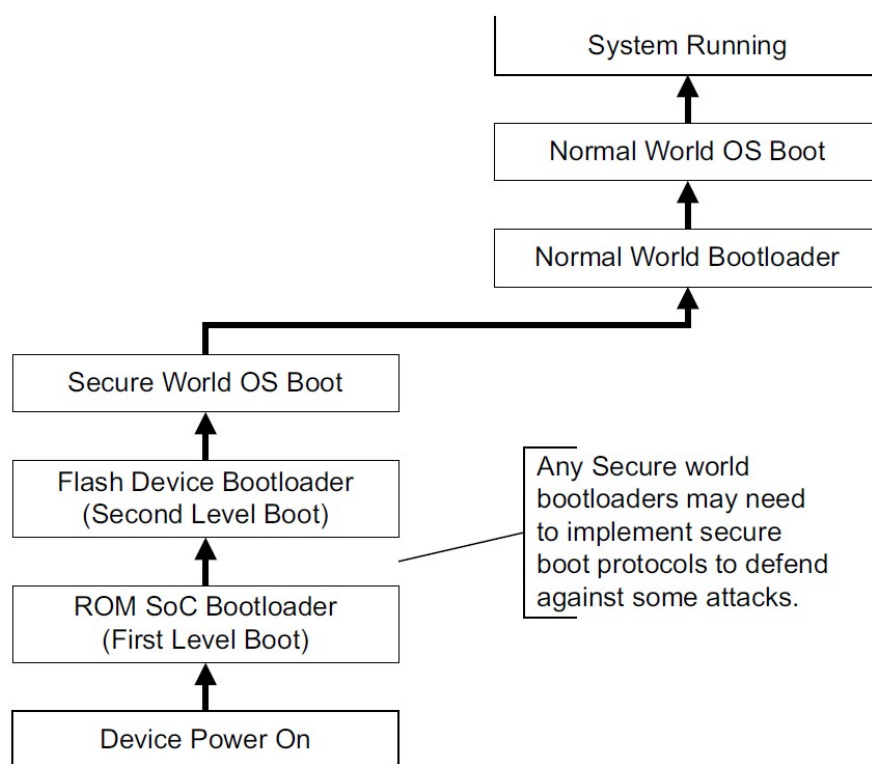 System Running
Normal World OS Boot
Normal World Bootloader
Secure World OS Boot
Flash Device Bootloader
(Second Level Boot)
Any Secure world
bootloaders may need
to implement secure
boot protocols to defend
against some attacks.
ROM SoC Bootloader
(First Level Boot)
Device Power On